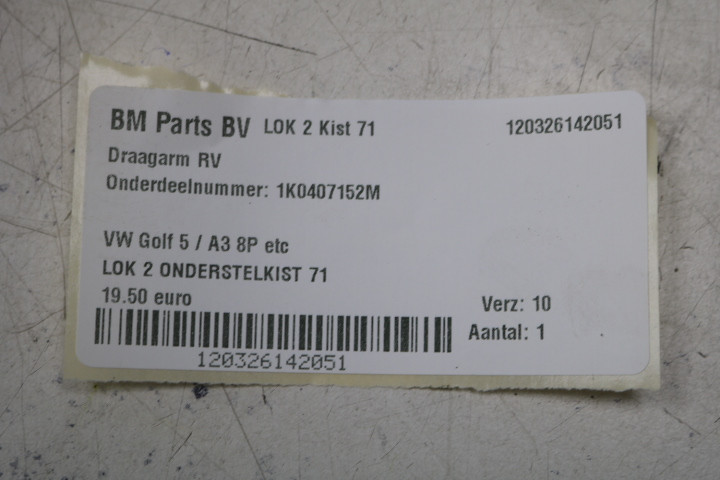 BM Parts BV LOK 2 Kist 71 120326142051
Draagarm RV
Onderdeelnummer: 1K0407152M
VW Golf 5 / A3 8P etc
LOK 2 ONDERSTELKIST 71
19.50 euro Verz: 10
Aantal: 1
120326142051